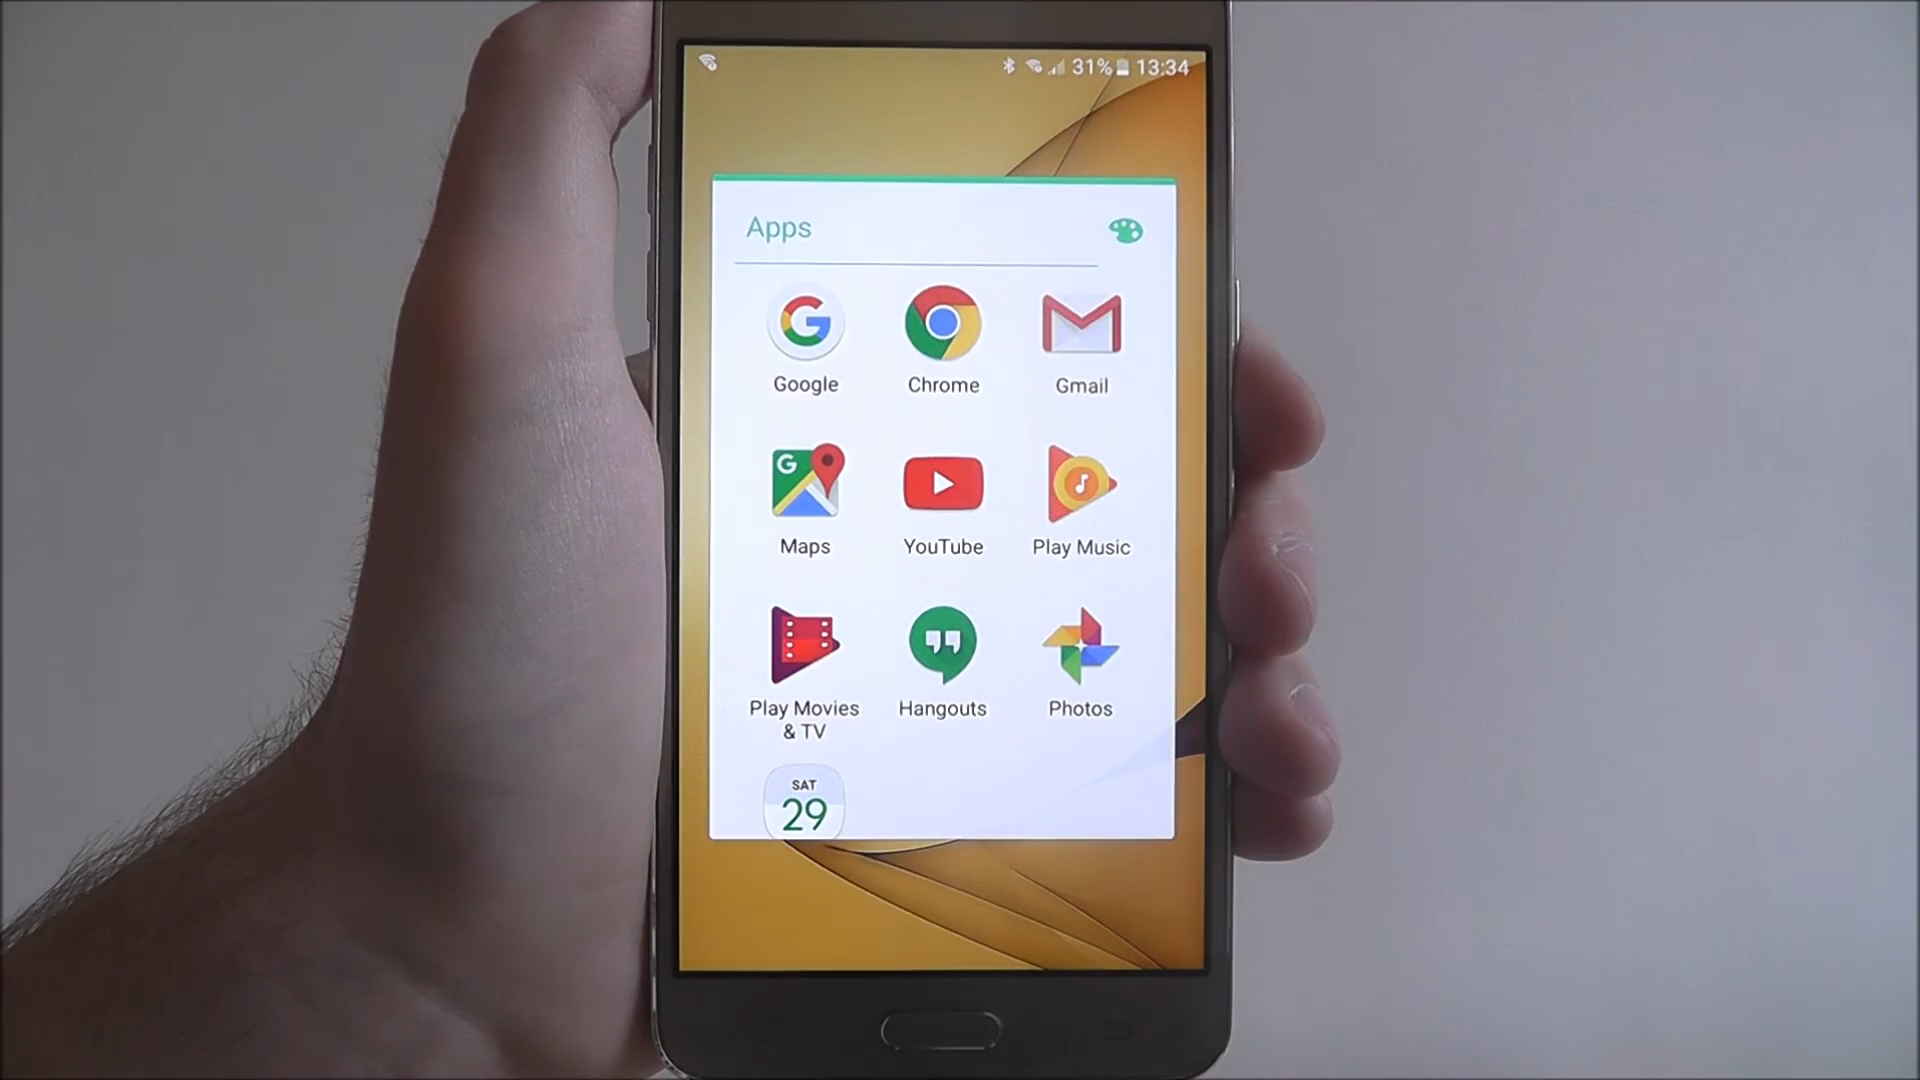 31% 13:34
Apps
Google Chrome Gmail
G
Maps YouTube Play Music
Play Movies Hangouts Photos
& TV
SAT
29